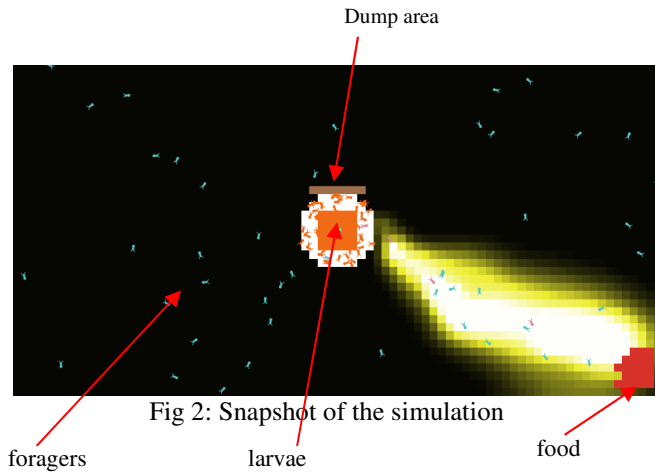 Dump area
Fig 2: Snapshot of the simulation
foragers
larvae
food